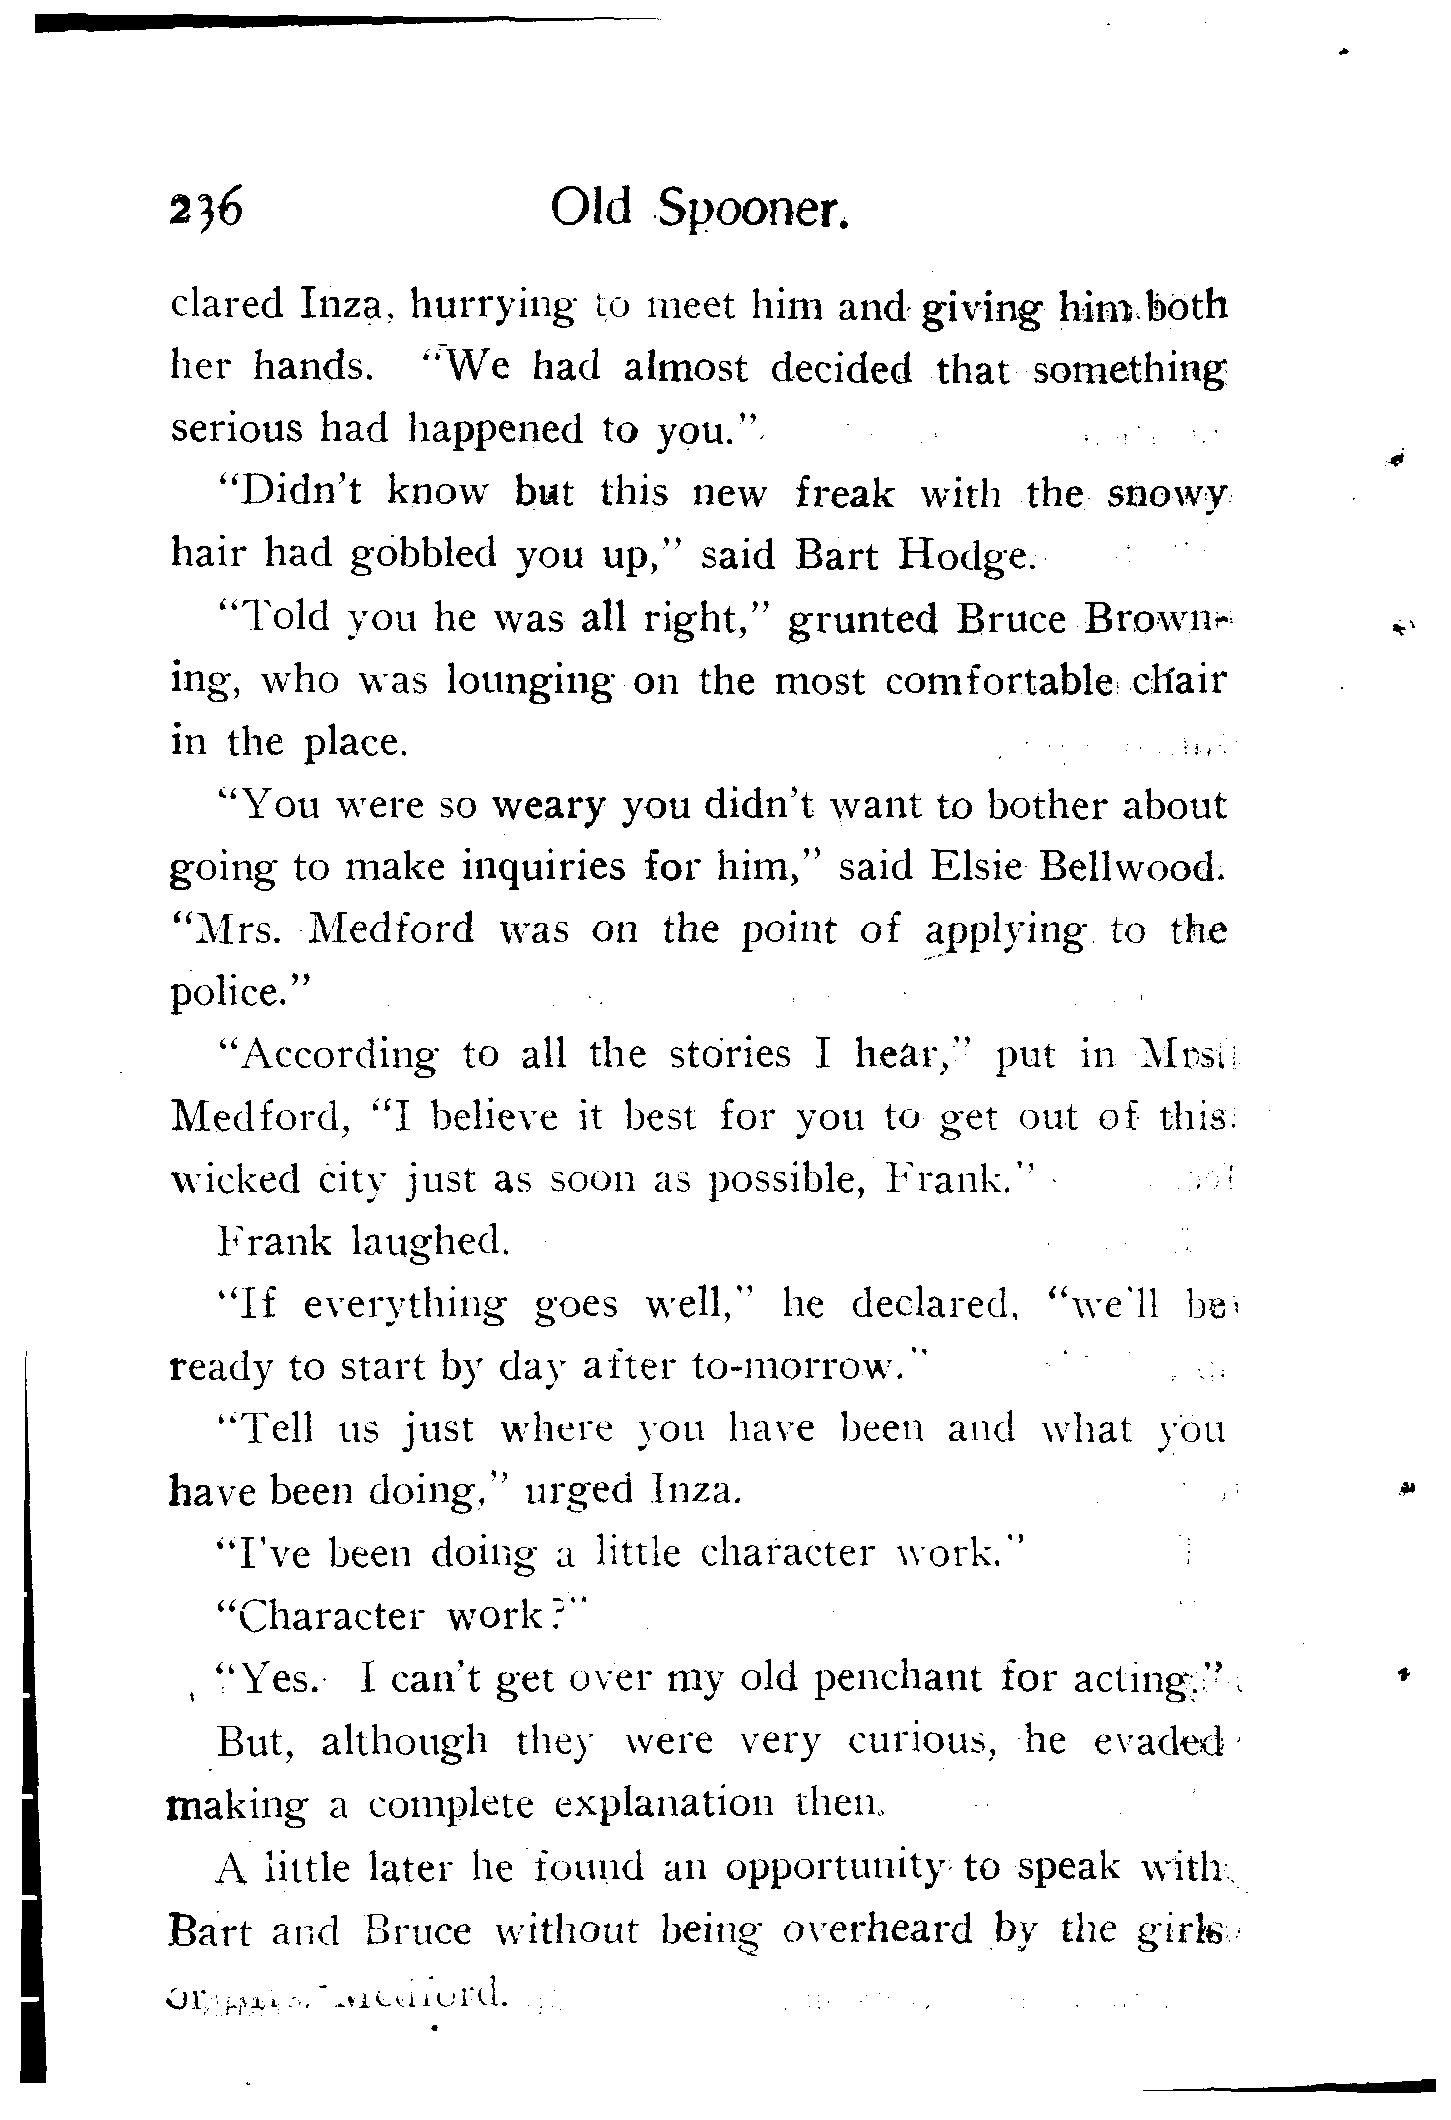 236 Old Spooner.
clared Inza, hurrying to meet him and giving him both
her hands. "We had almost decided that something
serious had happened to you."
"Didn't know but this new freak with the snowy
hair had gobbled you up," said Bart Hodge.
"Told you he was all right," grunted Bruce Brown-
ing, who was lounging on the most comfortable chair
in the place.
"You were so weary you didn't want to bother about
going to make inquiries for him," said Elsie Bellwood.
"Mrs. Medford was on the point of applying to the
police."
"According to all the stories I hear," put in Mrs.
Medford, "I believe it best for you to get out of this
wicked city just as soon as possible, Frank."
Frank laughed.
"If everything goes well," he declared, "we'll be
ready to start by day after to-morrow."
"Tell us just where you have been and what you
have been doing," urged Inza.
"I've been doing a little character work."
"Character work?"
"Yes. I can't get over my old penchant for acting."
But, although they were very curious, he evaded
making a complete explanation then.
A little later he found an opportunity to speak with
Bart and Bruce without being overheard by the girls
or Medford.